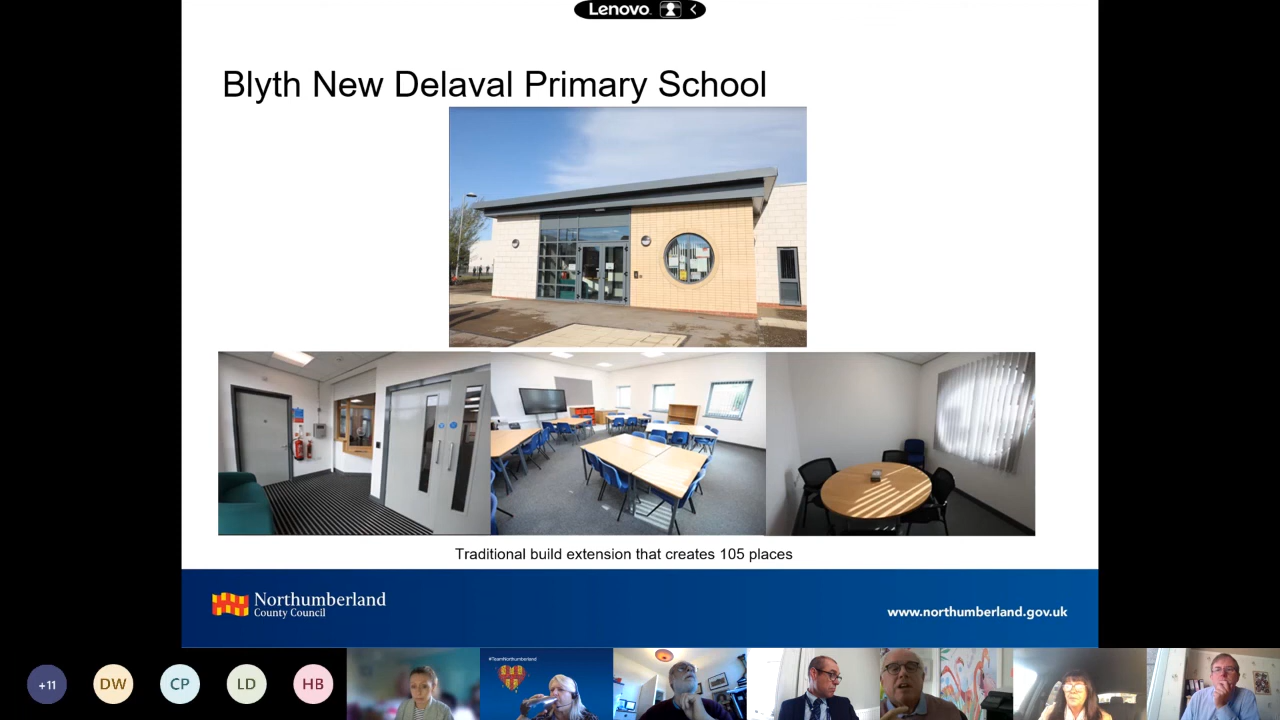 Lenovo
Blyth New Delaval Primary School
Traditional build extension that creates 105 places
Northumberland
County Council
www.northumberland.gov.uk
+11
DW
CP
LD
HB
#TeamNorthumberland